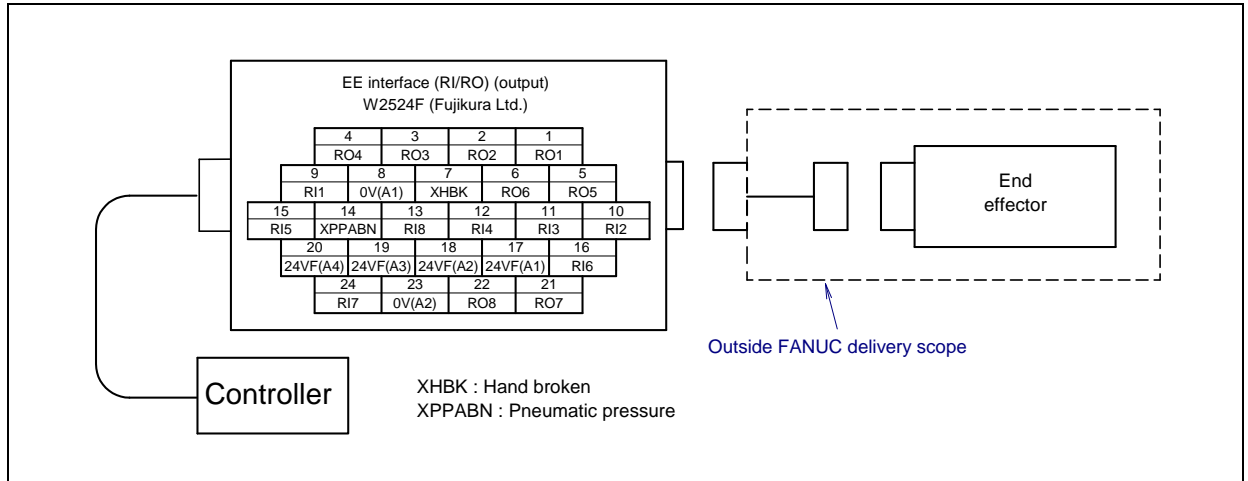 EE interface (RI/RO) (output)
W2524F (Fujikura Ltd.)
4 3 2 1
RO4 RO3 RO2 RO1
9 8 7 6 5
RI1 0V(A1) XHBK RO6 RO5
15 14 13 12 11 10
RI5 XPPABN RI8 RI4 RI3 RI2
20 19 18 17 16
24VF(A4) 24VF(A3) 24VF(A2) 24VF(A1) RI6
24 23 22 21
RI7 0V(A2) RO8 RO7
End
effector
Outside FANUC delivery scope
Controller
XHBK : Hand broken
XPPABN : Pneumatic pressure